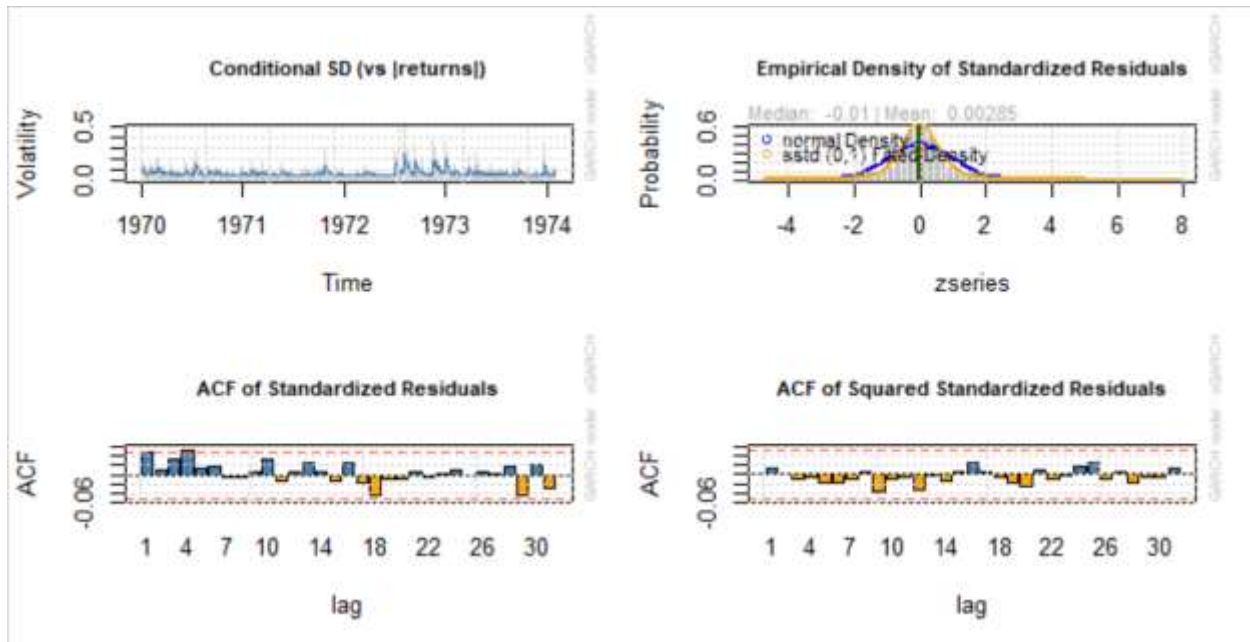 Conditional SD (vs |returns|)
Volatility
0.0 0.5
1970 1971 1972 1973 1974
Time
Empirical Density of Standardized Residuals
Median: -0.01 | Mean: 0.00285
normal Density
sstd (0,1) Fitted Density
Probability
0.0 0.6
-4 -2 0 2 4 6 8
zseries
ACF of Standardized Residuals
ACF
-0.06
1 4 7 10 14 18 22 26 30
lag
ACF of Squared Standardized Residuals
ACF
-0.06
1 4 7 10 14 18 22 26 30
lag